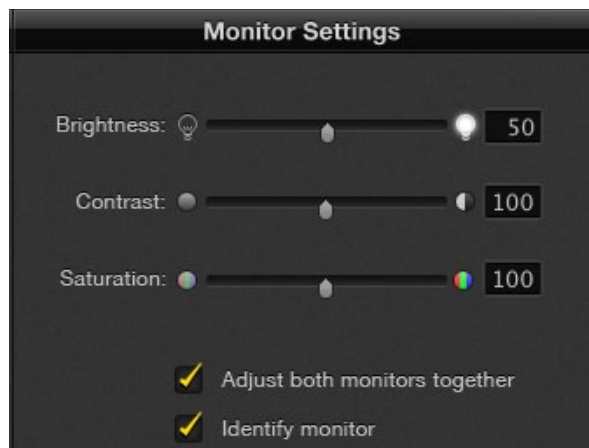 Monitor Settings
Brightness: 50
Contrast: 100
Saturation: 100
Adjust both monitors together
Identify monitor